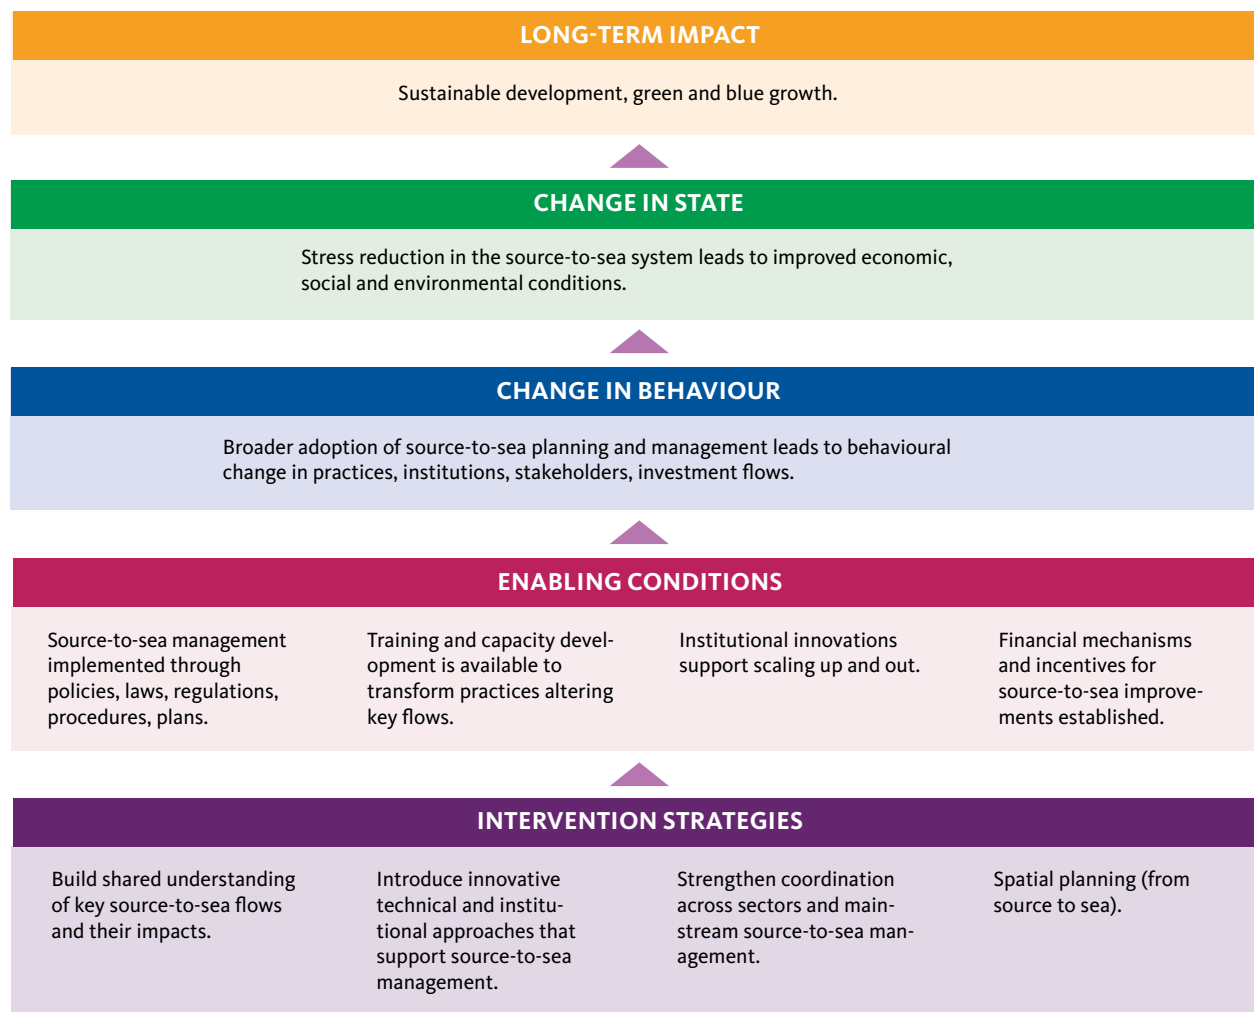 LONG-TERM IMPACT
Sustainable development, green and blue growth.
CHANGE IN STATE
Stress reduction in the source-to-sea system leads to improved economic,
social and environmental conditions.
CHANGE IN BEHAVIOUR
Broader adoption of source-to-sea planning and management leads to behavioural
change in practices, institutions, stakeholders, investment flows.
ENABLING CONDITIONS
Source-to-sea management
implemented through
policies, laws, regulations,
procedures, plans.
Training and capacity devel-
opment is available to
transform practices altering
key flows.
Institutional innovations
support scaling up and out.
Financial mechanisms
and incentives for
source-to-sea improve-
ments established.
INTERVENTION STRATEGIES
Build shared understanding
of key source-to-sea flows
and their impacts.
Introduce innovative
technical and institu-
tional approaches that
support source-to-sea
management.
Strengthen coordination
across sectors and main-
stream source-to-sea man-
agement.
Spatial planning (from
source to sea).